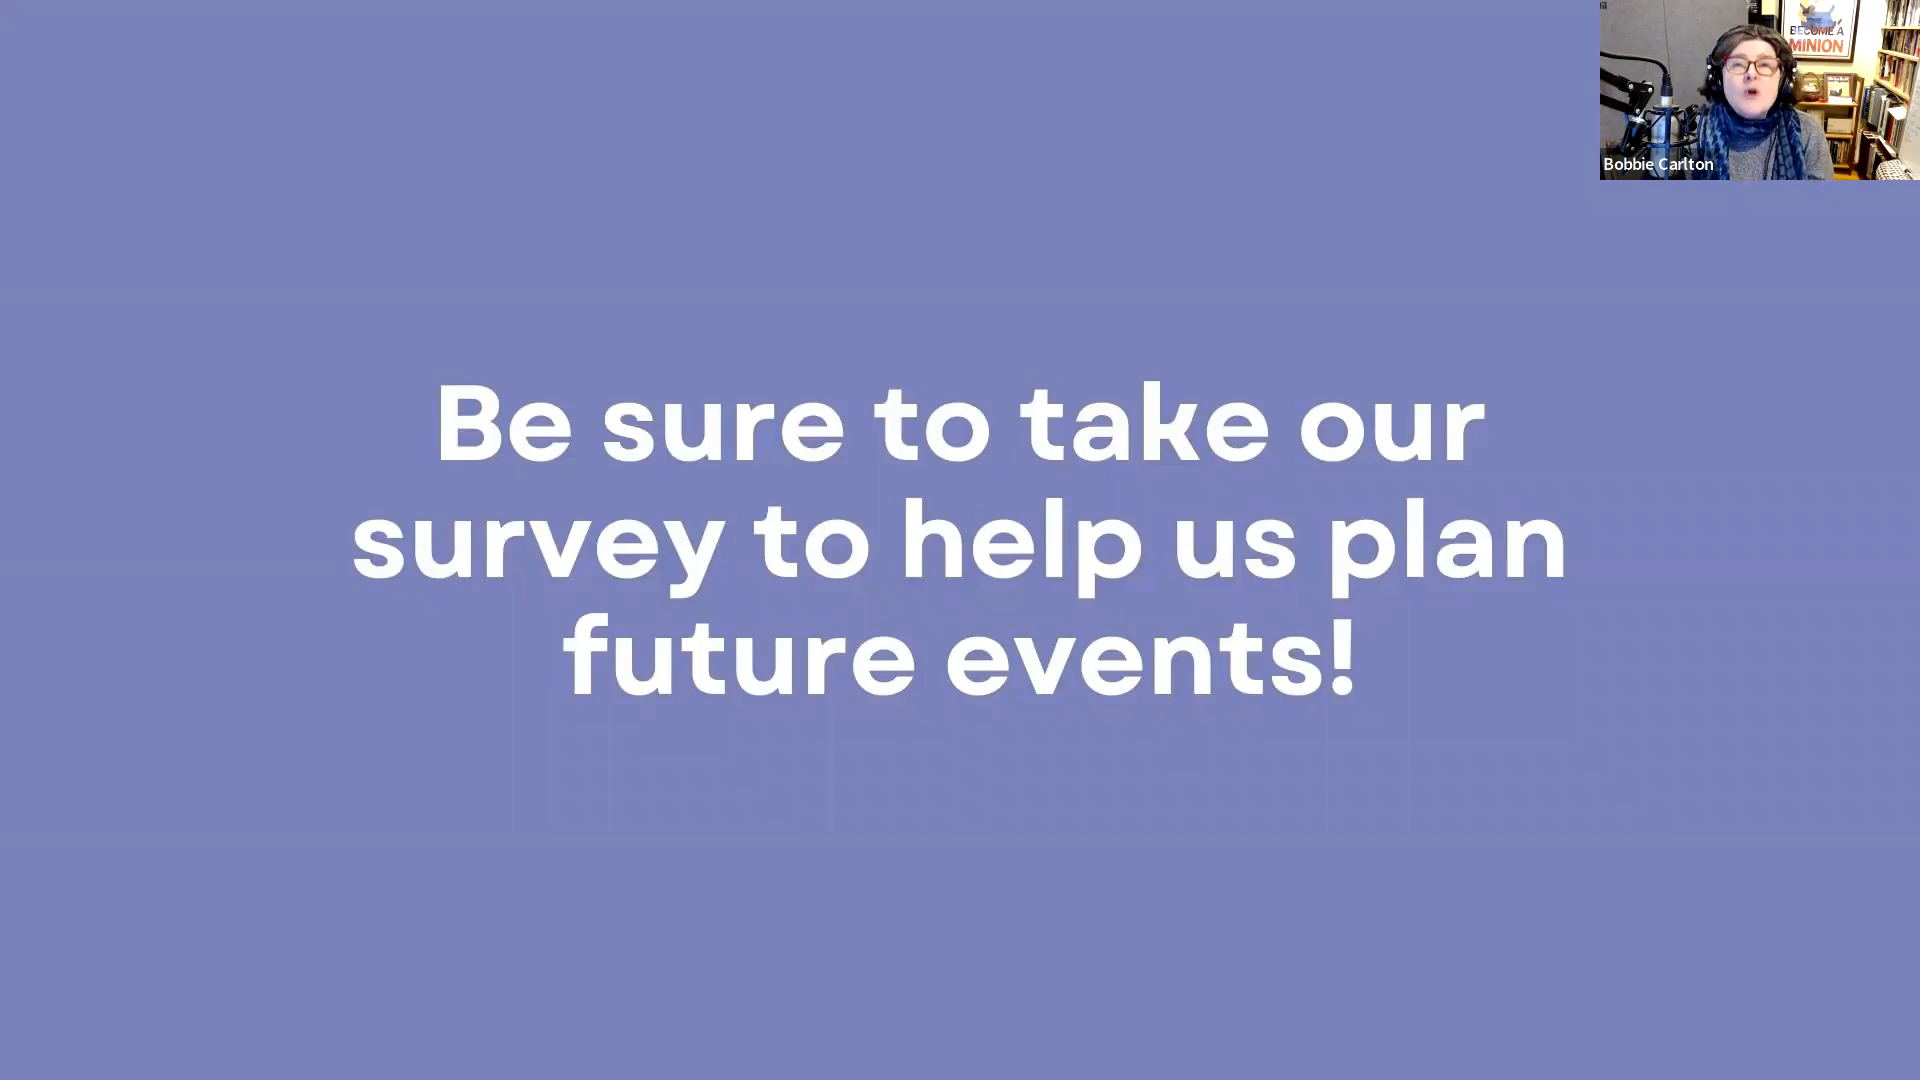 BECOME A
MINION
Bobbie Carlton
Be sure to take our
survey to help us plan
future events!